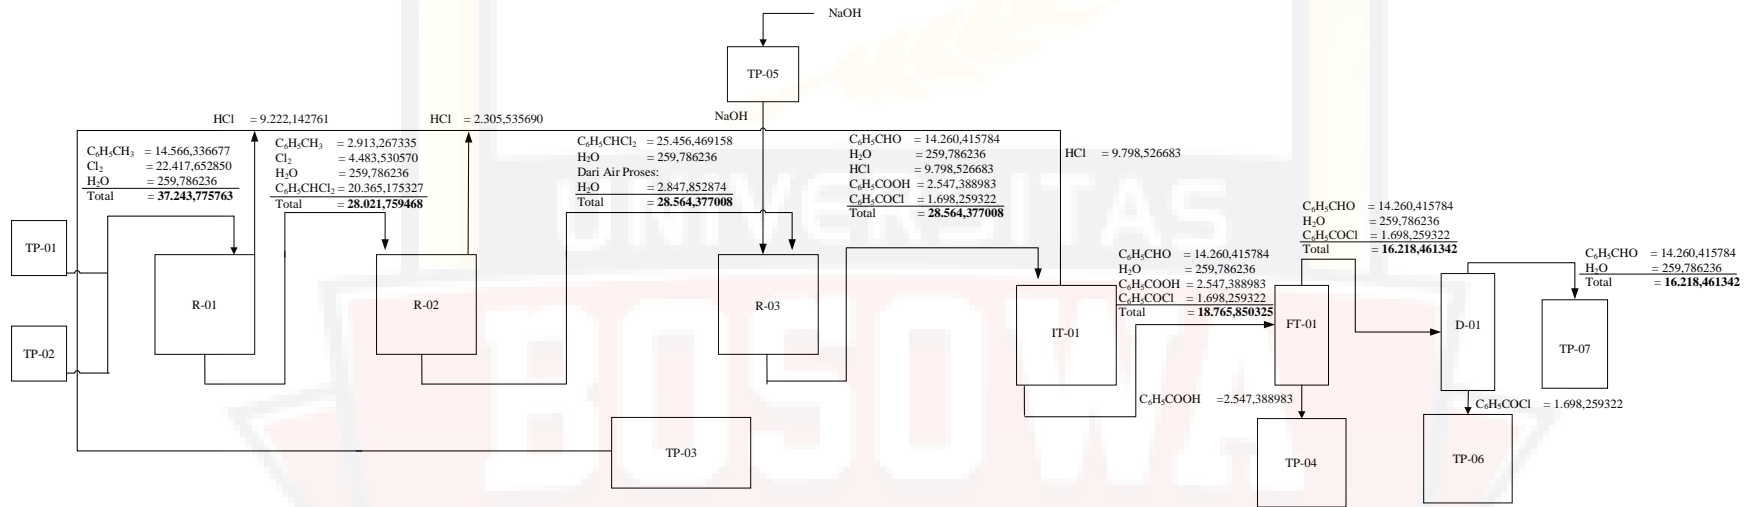 NaOH
TP-05
NaOH
HCl = 9.222,142761
HCl = 2.305,535690
C₆H₅CH₃ = 14.566,336677
Cl₂ = 22.417,652850
H₂O = 259,786236
Total = 37.243,775763
C₆H₅CH₃ = 2.913,267335
Cl₂ = 4.483,530570
H₂O = 259,786236
C₆H₅CHCl₂ = 20.365,175327
Total = 28.021,759468
C₆H₅CHCl₂ = 25.456,469158
H₂O = 259,786236
Dari Air Proses:
H₂O = 2.847,852874
Total = 28.564,377008
C₆H₅CHO = 14.260,415784
H₂O = 259,786236
HCl = 9.798,526683
C₆H₅COOH = 2.547,388983
C₆H₅COCl = 1.698,259322
Total = 28.564,377008
HCl = 9.798,526683
C₆H₅CHO = 14.260,415784
H₂O = 259,786236
C₆H₅COOH = 2.547,388983
C₆H₅COCl = 1.698,259322
Total = 18.765,850325
C₆H₅CHO = 14.260,415784
H₂O = 259,786236
C₆H₅COCl = 1.698,259322
Total = 16.218,461342
C₆H₅CHO = 14.260,415784
H₂O = 259,786236
Total = 16.218,461342
TP-01
TP-02
R-01
R-02
R-03
IT-01
FT-01
D-01
TP-07
C₆H₅COOH =2.547,388983
C₆H₅COCl = 1.698,259322
TP-03
TP-04
TP-06
UNIVERSITAS
BOSOWA